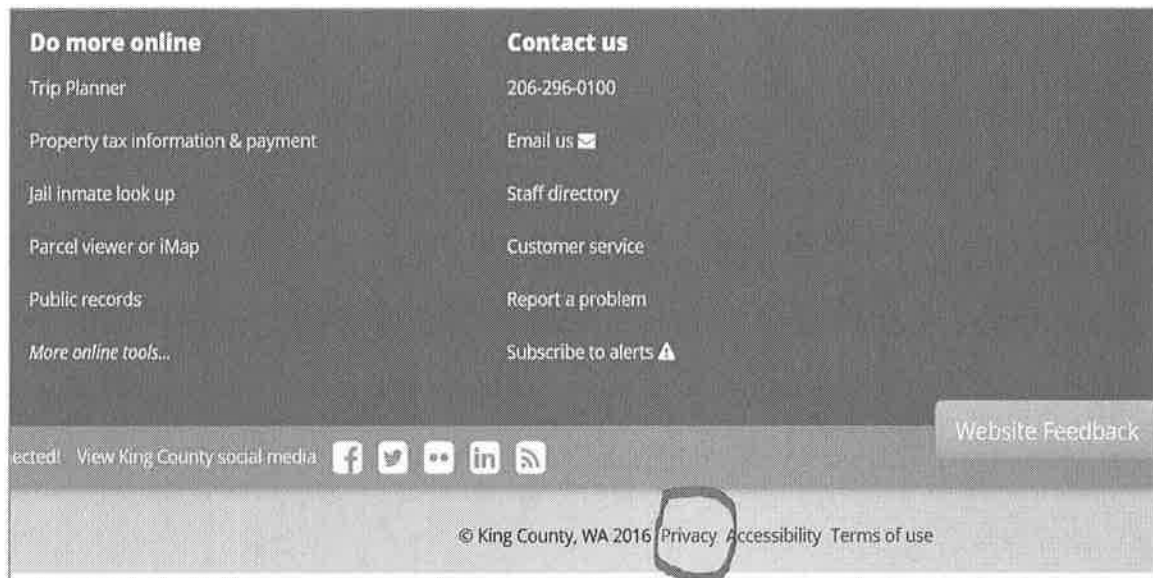 Do more online
Trip Planner
Property tax information & payment
Jail inmate look up
Parcel viewer or iMap
Public records
More online tools...
Contact us
206-296-0100
Email us
Staff directory
Customer service
Report a problem
Subscribe to alerts
Website Feedback
ected! View King County social media
© King County, WA 2016 Privacy Accessibility Terms of use